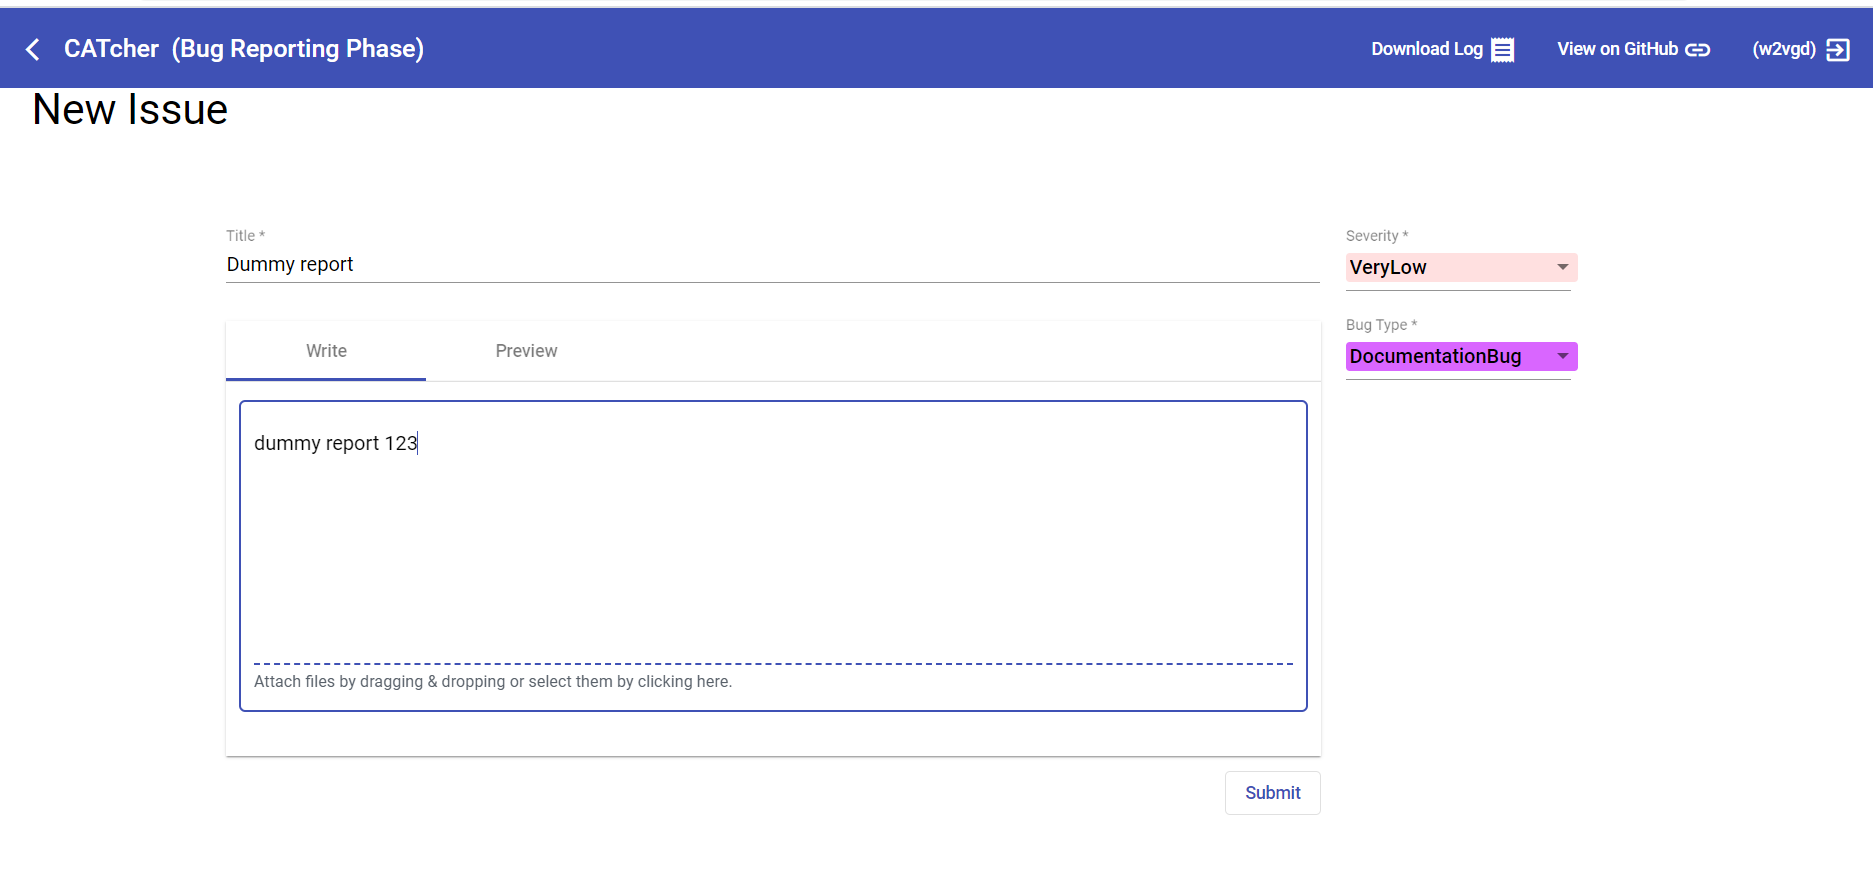 CATcher (Bug Reporting Phase)
Download Log
View on GitHub
(w2vgd)
New Issue
Title *
Dummy report
Severity *
VeryLow
Bug Type *
DocumentationBug
Write
Preview
dummy report 123
Attach files by dragging & dropping or select them by clicking here.
Submit